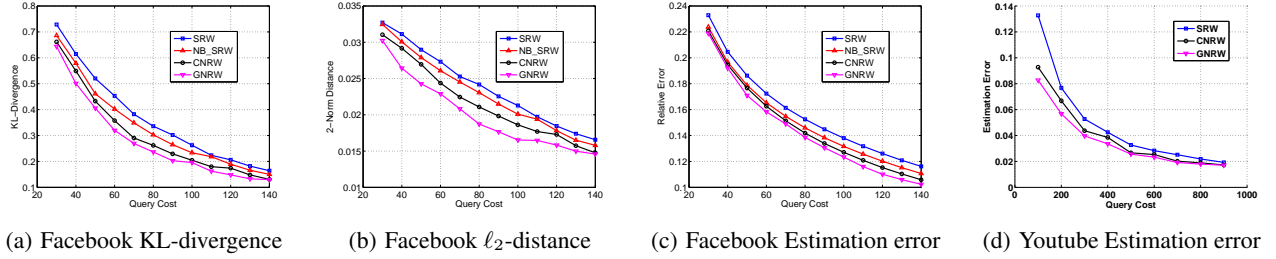 0.8
0.7
0.6
0.5
0.4
0.3
0.2
0.1
20 40 60 80 100 120 140
KL-Divergence
Query Cost
SRW
NB_SRW
CNRW
GNRW
(a) Facebook KL-divergence
0.035
0.03
0.025
0.02
0.015
0.01
20 40 60 80 100 120 140
2-Norm Distance
Query Cost
SRW
NB_SRW
CNRW
GNRW
(b) Facebook ℓ2-distance
0.24
0.22
0.2
0.18
0.16
0.14
0.12
0.1
20 40 60 80 100 120 140
Relative Error
Query Cost
SRW
NB_SRW
CNRW
GNRW
(c) Facebook Estimation error
0.14
0.12
0.1
0.08
0.06
0.04
0.02
0
0 200 400 600 800 1000
Estimation Error
Query Cost
SRW
CNRW
GNRW
(d) Youtube Estimation error